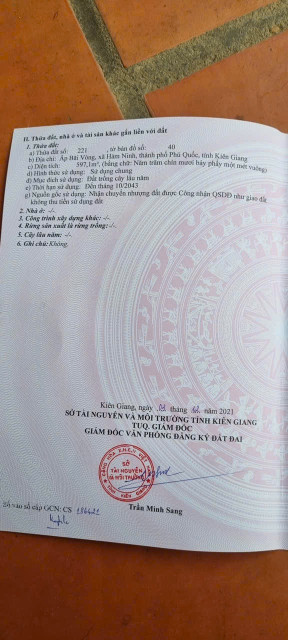 II. Thửa đất, nhà ở và tài sản khác gắn liền với đất
1. Thửa đất:
a) Thửa đất số: 221 , tờ bản đồ số: 40
b) Địa chỉ: Ấp Bãi Vòng, xã Hàm Ninh, thành phố Phú Quốc, tỉnh Kiên Giang
c) Diện tích: 597,1m², (bằng chữ: Năm trăm chín mươi bảy phẩy một mét vuông)
d) Hình thức sử dụng: Sử dụng chung
đ) Mục đích sử dụng: Đất trồng cây lâu năm
e) Thời hạn sử dụng: Đến tháng 10/2043
g) Nguồn gốc sử dụng: Nhận chuyển nhượng đất được Công nhận QSDĐ như giao đất
không thu tiền sử dụng đất
2. Nhà ở: -/-.
3. Công trình xây dựng khác: -/-.
4. Rừng sản xuất là rừng trồng: -/-.
5. Cây lâu năm: -/-.
6. Ghi chú: Không.
Kiên Giang, ngày tháng năm 2021
SỞ TÀI NGUYÊN VÀ MÔI TRƯỜNG TỈNH KIÊN GIANG
TUQ. GIÁM ĐỐC
GIÁM ĐỐC VĂN PHÒNG ĐĂNG KÝ ĐẤT ĐAI
SỞ
TÀI NGUYÊN
VÀ MÔI TRƯỜNG
Trần Minh Sang
Số vào sổ cấp GCN: CS